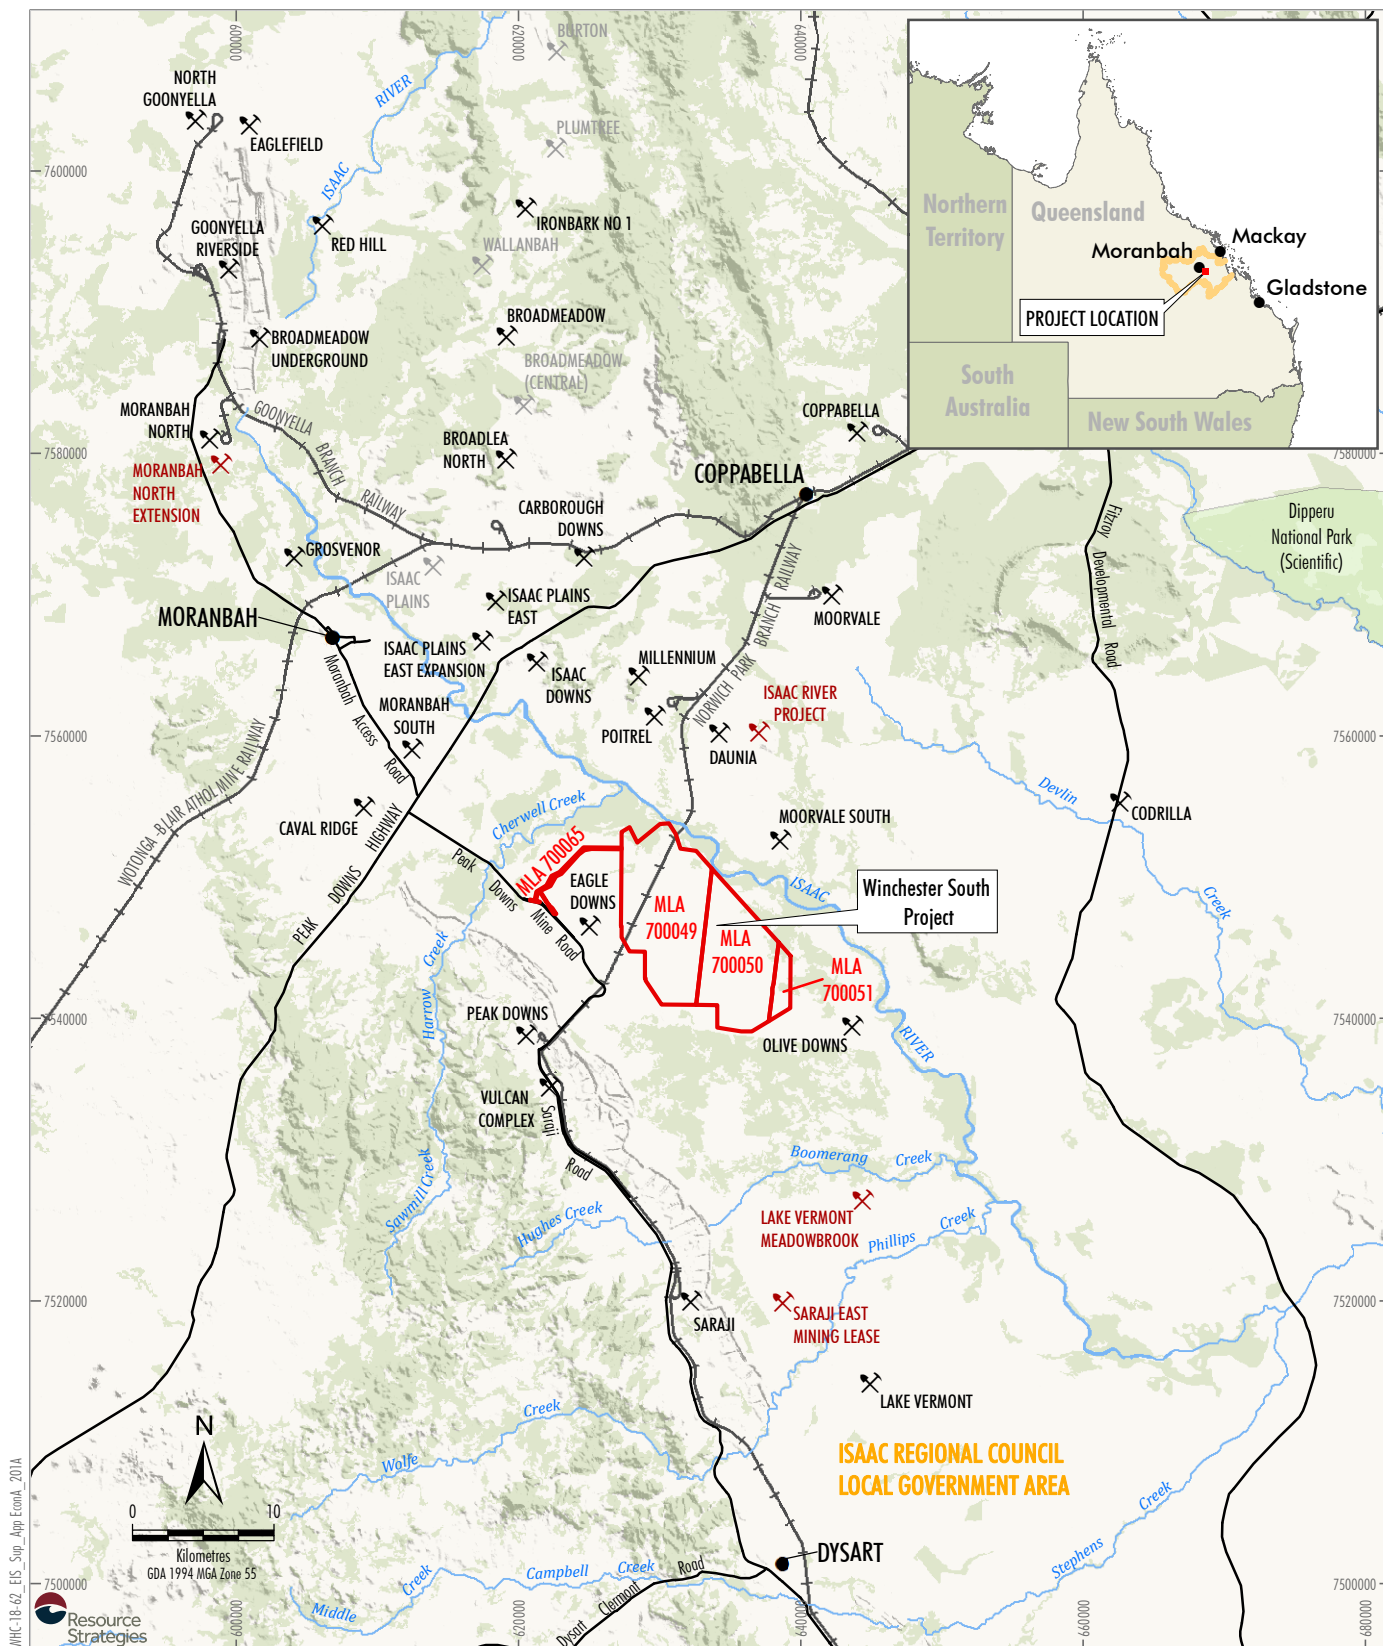 600000
620000
640000
BURTON
NORTH
GOONYELLA
EAGLEFIELD
ISAAC
RIVER
PLUMTREE
7600000
IRONBARK NO 1
GOONYELLA
RIVERSIDE
RED HILL
WALLANBAH
BROADMEADOW
BROADMEADOW
UNDERGROUND
BROADMEADOW
(CENTRAL)
MORANBAH
NORTH
GOONYELLA
BRANCH
RAILWAY
COPPABELLA
BROADLEA
NORTH
7580000
7580000
MORANBAH
NORTH
EXTENSION
COPPABELLA
CARBOROUGH
DOWNS
GROSVENOR
ISAAC
PLAINS
ISAAC PLAINS
EAST
MORANBAH
ISAAC PLAINS
EAST EXPANSION
ISAAC
DOWNS
MILLENNIUM
MOORVALE
NORWICH PARK BRANCH RAILWAY
ISAAC RIVER
PROJECT
MORANBAH
SOUTH
Moranbah Access Road
POITREL
DAUNIA
7560000
7560000
WOTONGA-BLAIR ATHOL MINE RAILWAY
CAVAL RIDGE
PEAK DOWNS HIGHWAY
Cherwell Creek
MOORVALE SOUTH
Devlin
Creek
CODRILLA
Fitzroy Developmental Road
Dipperu
National Park
(Scientific)
Peak Downs Mine Road
MLA 700065
EAGLE
DOWNS
MLA
700049
MLA
700050
MLA
700051
ISAAC
RIVER
Winchester South
Project
Harrow Creek
PEAK DOWNS
7540000
7540000
OLIVE DOWNS
VULCAN
COMPLEX
Saraji
Road
Sawmill Creek
Hughes Creek
Boomerang Creek
LAKE VERMONT
MEADOWBROOK
Phillips Creek
7520000
7520000
SARAJI
SARAJI EAST
MINING LEASE
LAKE VERMONT
Wolfe Creek
ISAAC REGIONAL COUNCIL
LOCAL GOVERNMENT AREA
N
0 10
Kilometres
GDA 1994 MGA Zone 55
DYSART
Stephens Creek
Campbell Creek
Middle Creek
Dysart Clermont Road
7500000
7500000
600000
620000
640000
660000
680000
WHC-18-62_EIS_Sup_App EconA_201A
Resource
Strategies
Northern
Territory
Queensland
Moranbah
Mackay
Gladstone
PROJECT LOCATION
South
Australia
New South Wales